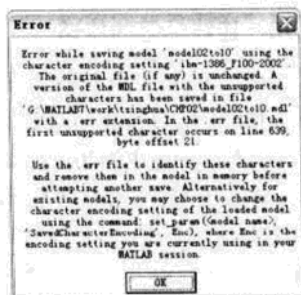 Error
Error while saving model 'model02to10' using the
character encoding setting 'ibm-1386_P100-2002'.
The original file (if any) is unchanged. A
version of the MDL file with the unsupported
characters has been saved in file
'G:\MATLAB7\work\tsinghua\CHP02\model02to10.mdl'
with a .err extension. In the .err file, the
first unsupported character occurs on line 639,
byte offset 21.
Use the .err file to identify these characters
and remove them in the model in memory before
attempting another save. Alternatively for
existing models, you may choose to change the
character encoding setting of the loaded model
using the command: set_param(<model name>,
'SavedCharacterEncoding', Enc), where Enc is the
encoding setting you are currently using in your
MATLAB session.
OK